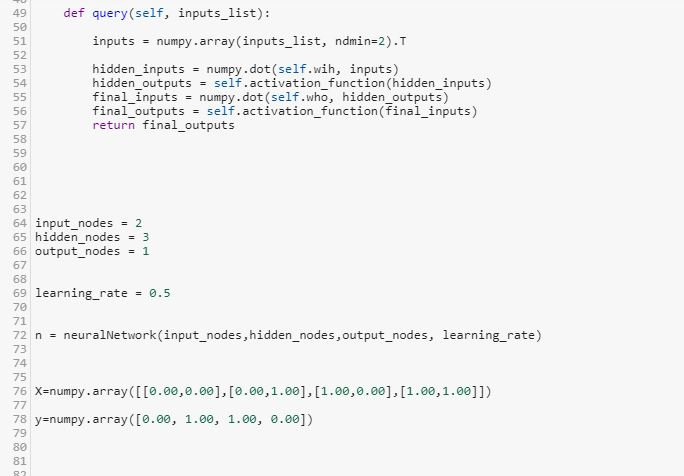 48
49 def query(self, inputs_list):
50
51 inputs = numpy.array(inputs_list, ndmin=2).T
52
53 hidden_inputs = numpy.dot(self.wih, inputs)
54 hidden_outputs = self.activation_function(hidden_inputs)
55 final_inputs = numpy.dot(self.who, hidden_outputs)
56 final_outputs = self.activation_function(final_inputs)
57 return final_outputs
58
59
60
61
62
63
64 input_nodes = 2
65 hidden_nodes = 3
66 output_nodes = 1
67
68
69 learning_rate = 0.5
70
71
72 n = neuralNetwork(input_nodes,hidden_nodes,output_nodes, learning_rate)
73
74
75
76 X=numpy.array([[0.00,0.00],[0.00,1.00],[1.00,0.00],[1.00,1.00]])
77
78 y=numpy.array([0.00, 1.00, 1.00, 0.00])
79
80
81
82